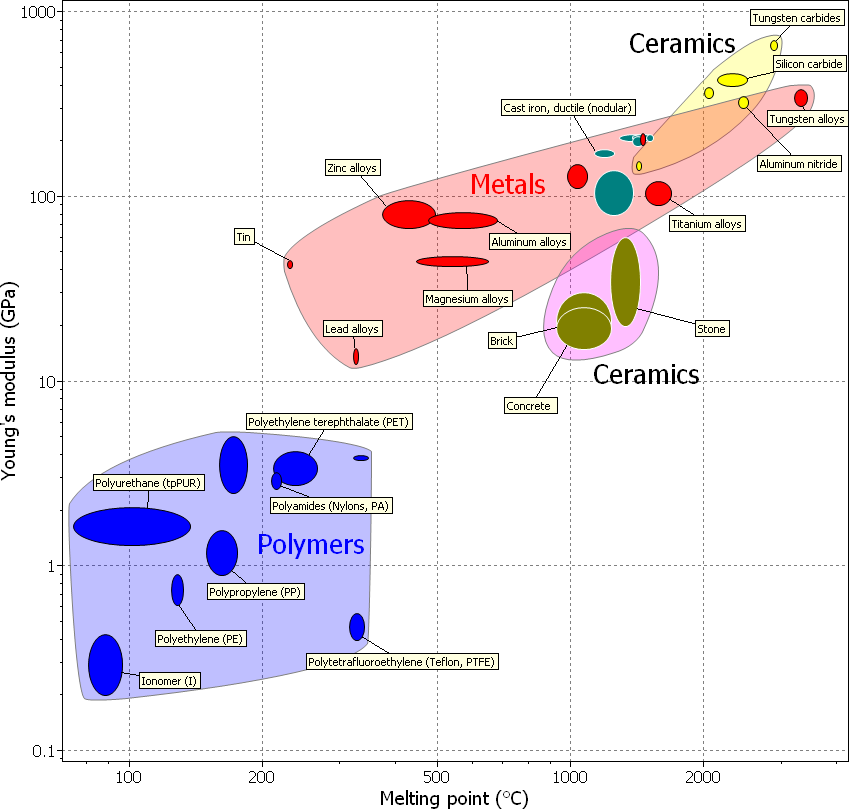 1000
Tungsten carbides
Ceramics
Silicon carbide
Cast iron, ductile (nodular)
Tungsten alloys
Aluminum nitride
Zinc alloys
Metals
100
Titanium alloys
Tin
Aluminum alloys
Magnesium alloys
Lead alloys
Stone
Brick
Ceramics
10
Concrete
Young's modulus (GPa)
Polyethylene terephthalate (PET)
Polyurethane (tpPUR)
Polyamides (Nylons, PA)
Polymers
1
Polypropylene (PP)
Polyethylene (PE)
Polytetrafluoroethylene (Teflon, PTFE)
Ionomer (I)
0.1
100 200 500 1000 2000
Melting point (°C)